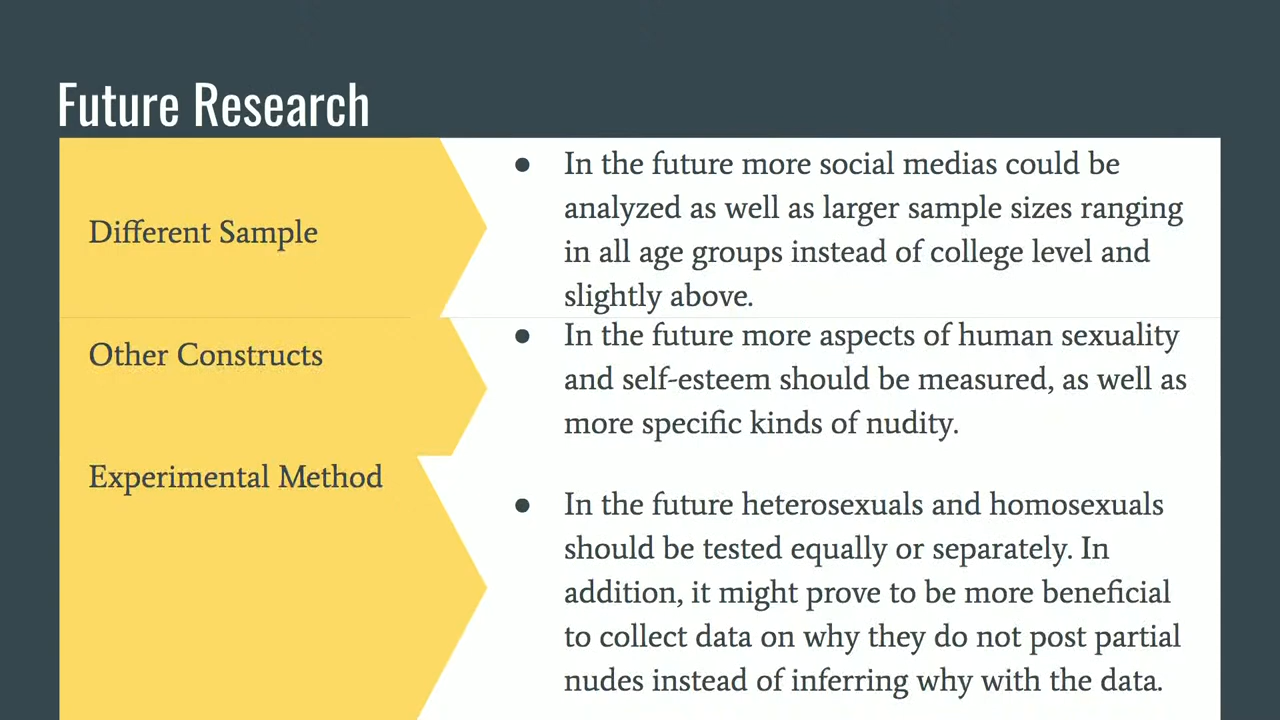 Future Research
Different Sample
● In the future more social medias could be
analyzed as well as larger sample sizes ranging
in all age groups instead of college level and
slightly above.
Other Constructs
● In the future more aspects of human sexuality
and self-esteem should be measured, as well as
more specific kinds of nudity.
Experimental Method
● In the future heterosexuals and homosexuals
should be tested equally or separately. In
addition, it might prove to be more beneficial
to collect data on why they do not post partial
nudes instead of inferring why with the data.